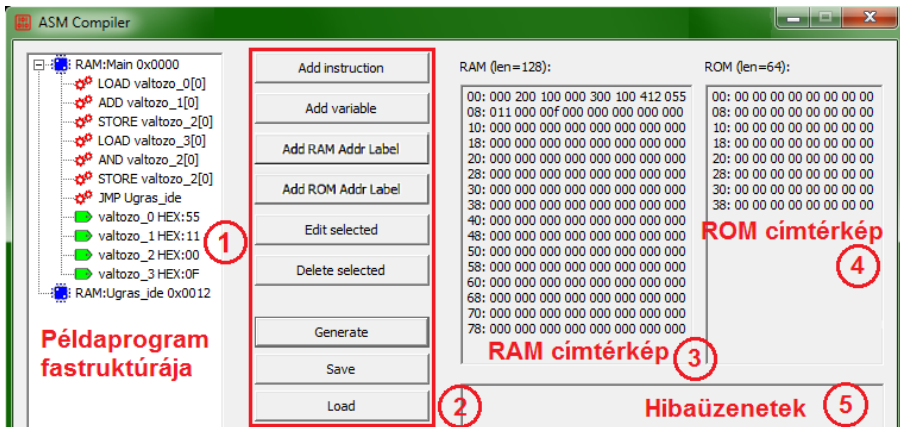 ASM Compiler
RAM:Main 0x0000
LOAD valtozo_0[0]
ADD valtozo_1[0]
STORE valtozo_2[0]
LOAD valtozo_3[0]
AND valtozo_2[0]
STORE valtozo_2[0]
JMP Ugras_ide
valtozo_0 HEX:55
valtozo_1 HEX:11
valtozo_2 HEX:00
valtozo_3 HEX:0F
RAM:Ugras_ide 0x0012
1
Példaprogram
fastruktúrája
Add instruction
Add variable
Add RAM Addr Label
Add ROM Addr Label
Edit selected
Delete selected
Generate
Save
Load
2
RAM (len=128):
00: 000 200 100 000 300 100 412 055
08: 011 000 00f 000 000 000 000 000
10: 000 000 000 000 000 000 000 000
18: 000 000 000 000 000 000 000 000
20: 000 000 000 000 000 000 000 000
28: 000 000 000 000 000 000 000 000
30: 000 000 000 000 000 000 000 000
38: 000 000 000 000 000 000 000 000
40: 000 000 000 000 000 000 000 000
48: 000 000 000 000 000 000 000 000
50: 000 000 000 000 000 000 000 000
58: 000 000 000 000 000 000 000 000
60: 000 000 000 000 000 000 000 000
68: 000 000 000 000 000 000 000 000
70: 000 000 000 000 000 000 000 000
78: 000 000 000 000 000 000 000 000
RAM címtérkép
3
ROM (len=64):
00: 00 00 00 00 00 00 00 00
08: 00 00 00 00 00 00 00 00
10: 00 00 00 00 00 00 00 00
18: 00 00 00 00 00 00 00 00
20: 00 00 00 00 00 00 00 00
28: 00 00 00 00 00 00 00 00
30: 00 00 00 00 00 00 00 00
38: 00 00 00 00 00 00 00 00
ROM címtérkép
4
Hibaüzenetek
5